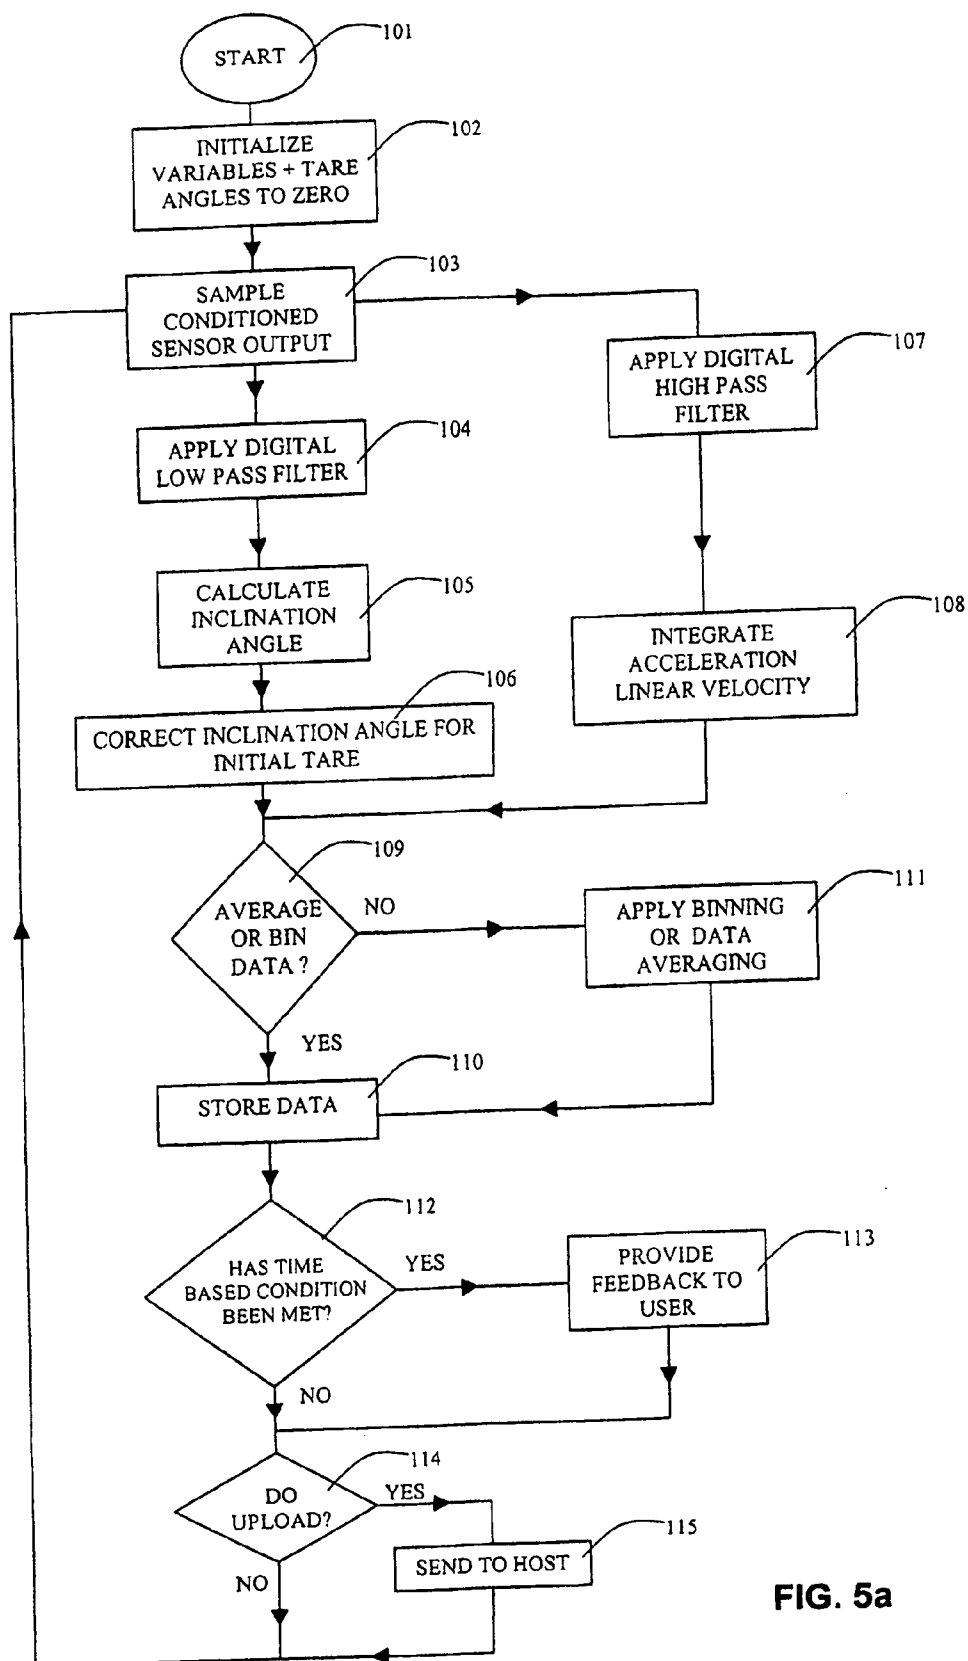 START
101
INITIALIZE
VARIABLES + TARE
ANGLES TO ZERO
102
SAMPLE
CONDITIONED
SENSOR OUTPUT
103
APPLY DIGITAL
HIGH PASS
FILTER
107
APPLY DIGITAL
LOW PASS FILTER
104
CALCULATE
INCLINATION
ANGLE
105
INTEGRATE
ACCELERATION
LINEAR VELOCITY
108
CORRECT INCLINATION ANGLE FOR
INITIAL TARE
106
AVERAGE
OR BIN
DATA ?
109
NO
APPLY BINNING
OR DATA
AVERAGING
111
YES
STORE DATA
110
HAS TIME
BASED CONDITION
BEEN MET?
112
YES
PROVIDE
FEEDBACK TO
USER
113
NO
DO
UPLOAD?
114
YES
SEND TO HOST
115
NO
FIG. 5a